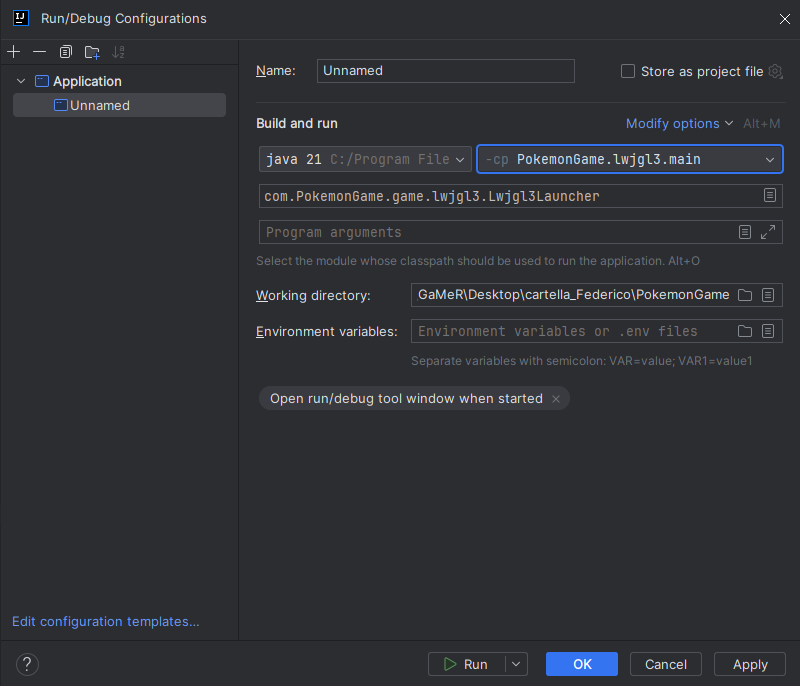 Run/Debug Configurations
Application
Unnamed
Name:
Unnamed
Store as project file
Build and run
Modify options
Alt+M
java 21 C:/Program File
-cp PokemonGame.lwjgl3.main
com.PokemonGame.game.lwjgl3.Lwjgl3Launcher
Program arguments
Select the module whose classpath should be used to run the application. Alt+O
Working directory:
GaMeR\Desktop\cartella_Federico\PokemonGame
Environment variables:
Environment variables or .env files
Separate variables with semicolon: VAR=value; VAR1=value1
Open run/debug tool window when started
Edit configuration templates...
?
Run
OK
Cancel
Apply